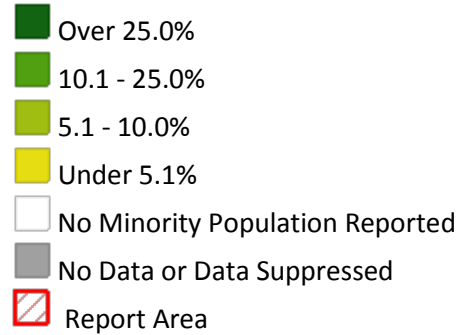 Over 25.0%
10.1 - 25.0%
5.1 - 10.0%
Under 5.1%
No Minority Population Reported
No Data or Data Suppressed
Report Area